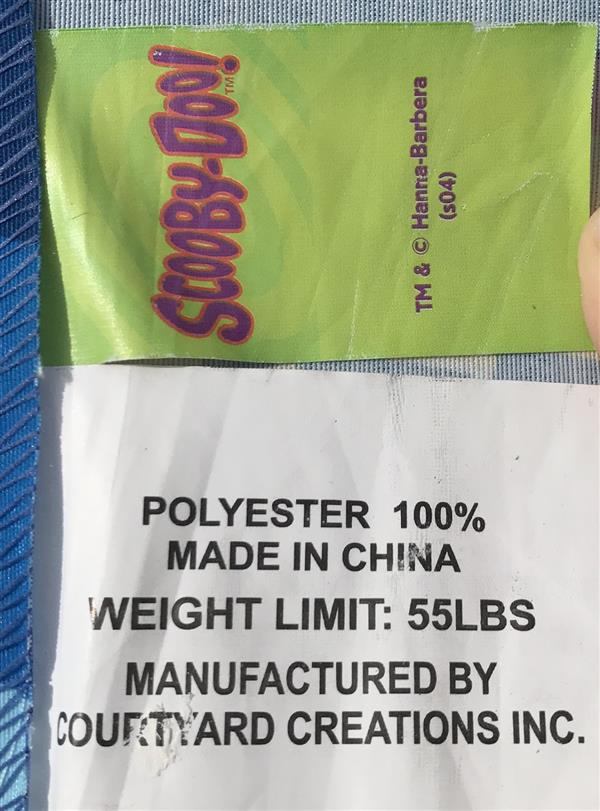 SCOOBY-DOO! TM
TM & © Hanna-Barbera
(s04)
POLYESTER 100%
MADE IN CHINA
WEIGHT LIMIT: 55LBS
MANUFACTURED BY
COURTYARD CREATIONS INC.